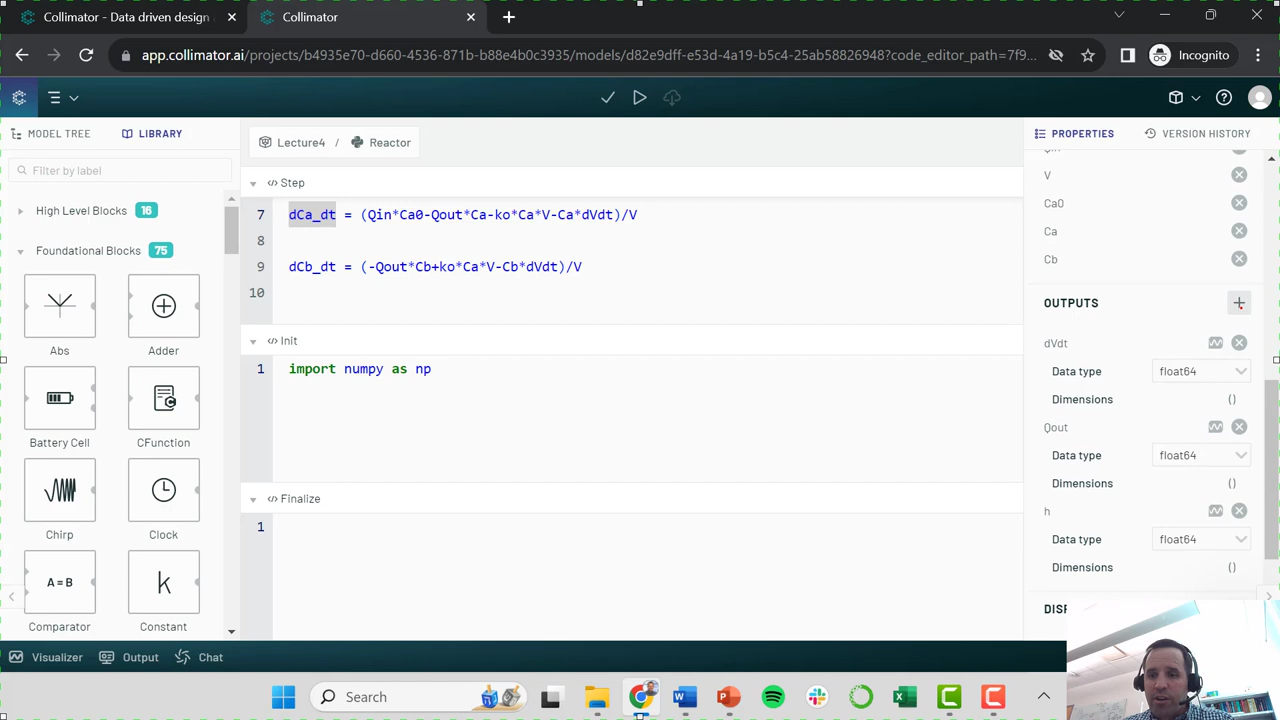 Collimator - Data driven design
Collimator
app.collimator.ai/projects/b4935e70-d660-4536-871b-b88e4b0c3935/models/d82e9dff-e53d-4a19-b5c4-25ab58826948?code_editor_path=7f9...
Incognito
MODEL TREE
LIBRARY
Lecture4 / Reactor
PROPERTIES
VERSION HISTORY
Filter by label
High Level Blocks 16
Foundational Blocks 75
Abs
Adder
Battery Cell
CFunction
Chirp
Clock
A=B
k
Comparator
Constant
</> Step
7 dCa_dt = (Qin*Ca0-Qout*Ca-ko*Ca*V-Ca*dVdt)/V
8
9 dCb_dt = (-Qout*Cb+ko*Ca*V-Cb*dVdt)/V
10
</> Init
1 import numpy as np
</> Finalize
1
Qin
V
Ca0
Ca
Cb
OUTPUTS
dVdt
Data type float64
Dimensions ()
Qout
Data type float64
Dimensions ()
h
Data type float64
Dimensions ()
Visualizer
Output
Chat
Search